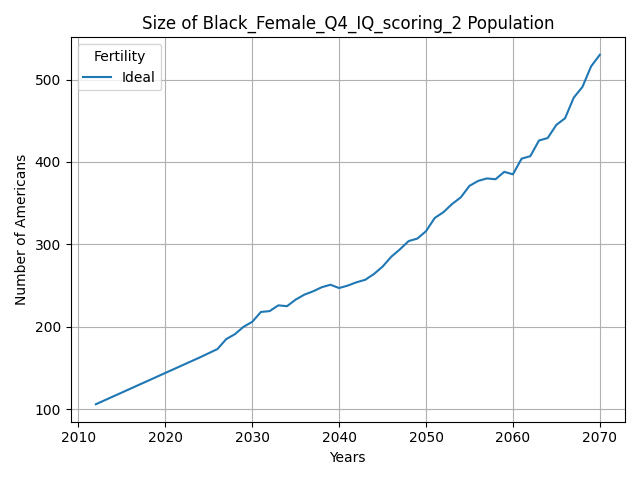 Size of Black_Female_Q4_IQ_scoring_2 Population
Fertility
Ideal
Number of Americans
500
400
300
200
100
2010 2020 2030 2040 2050 2060 2070
Years